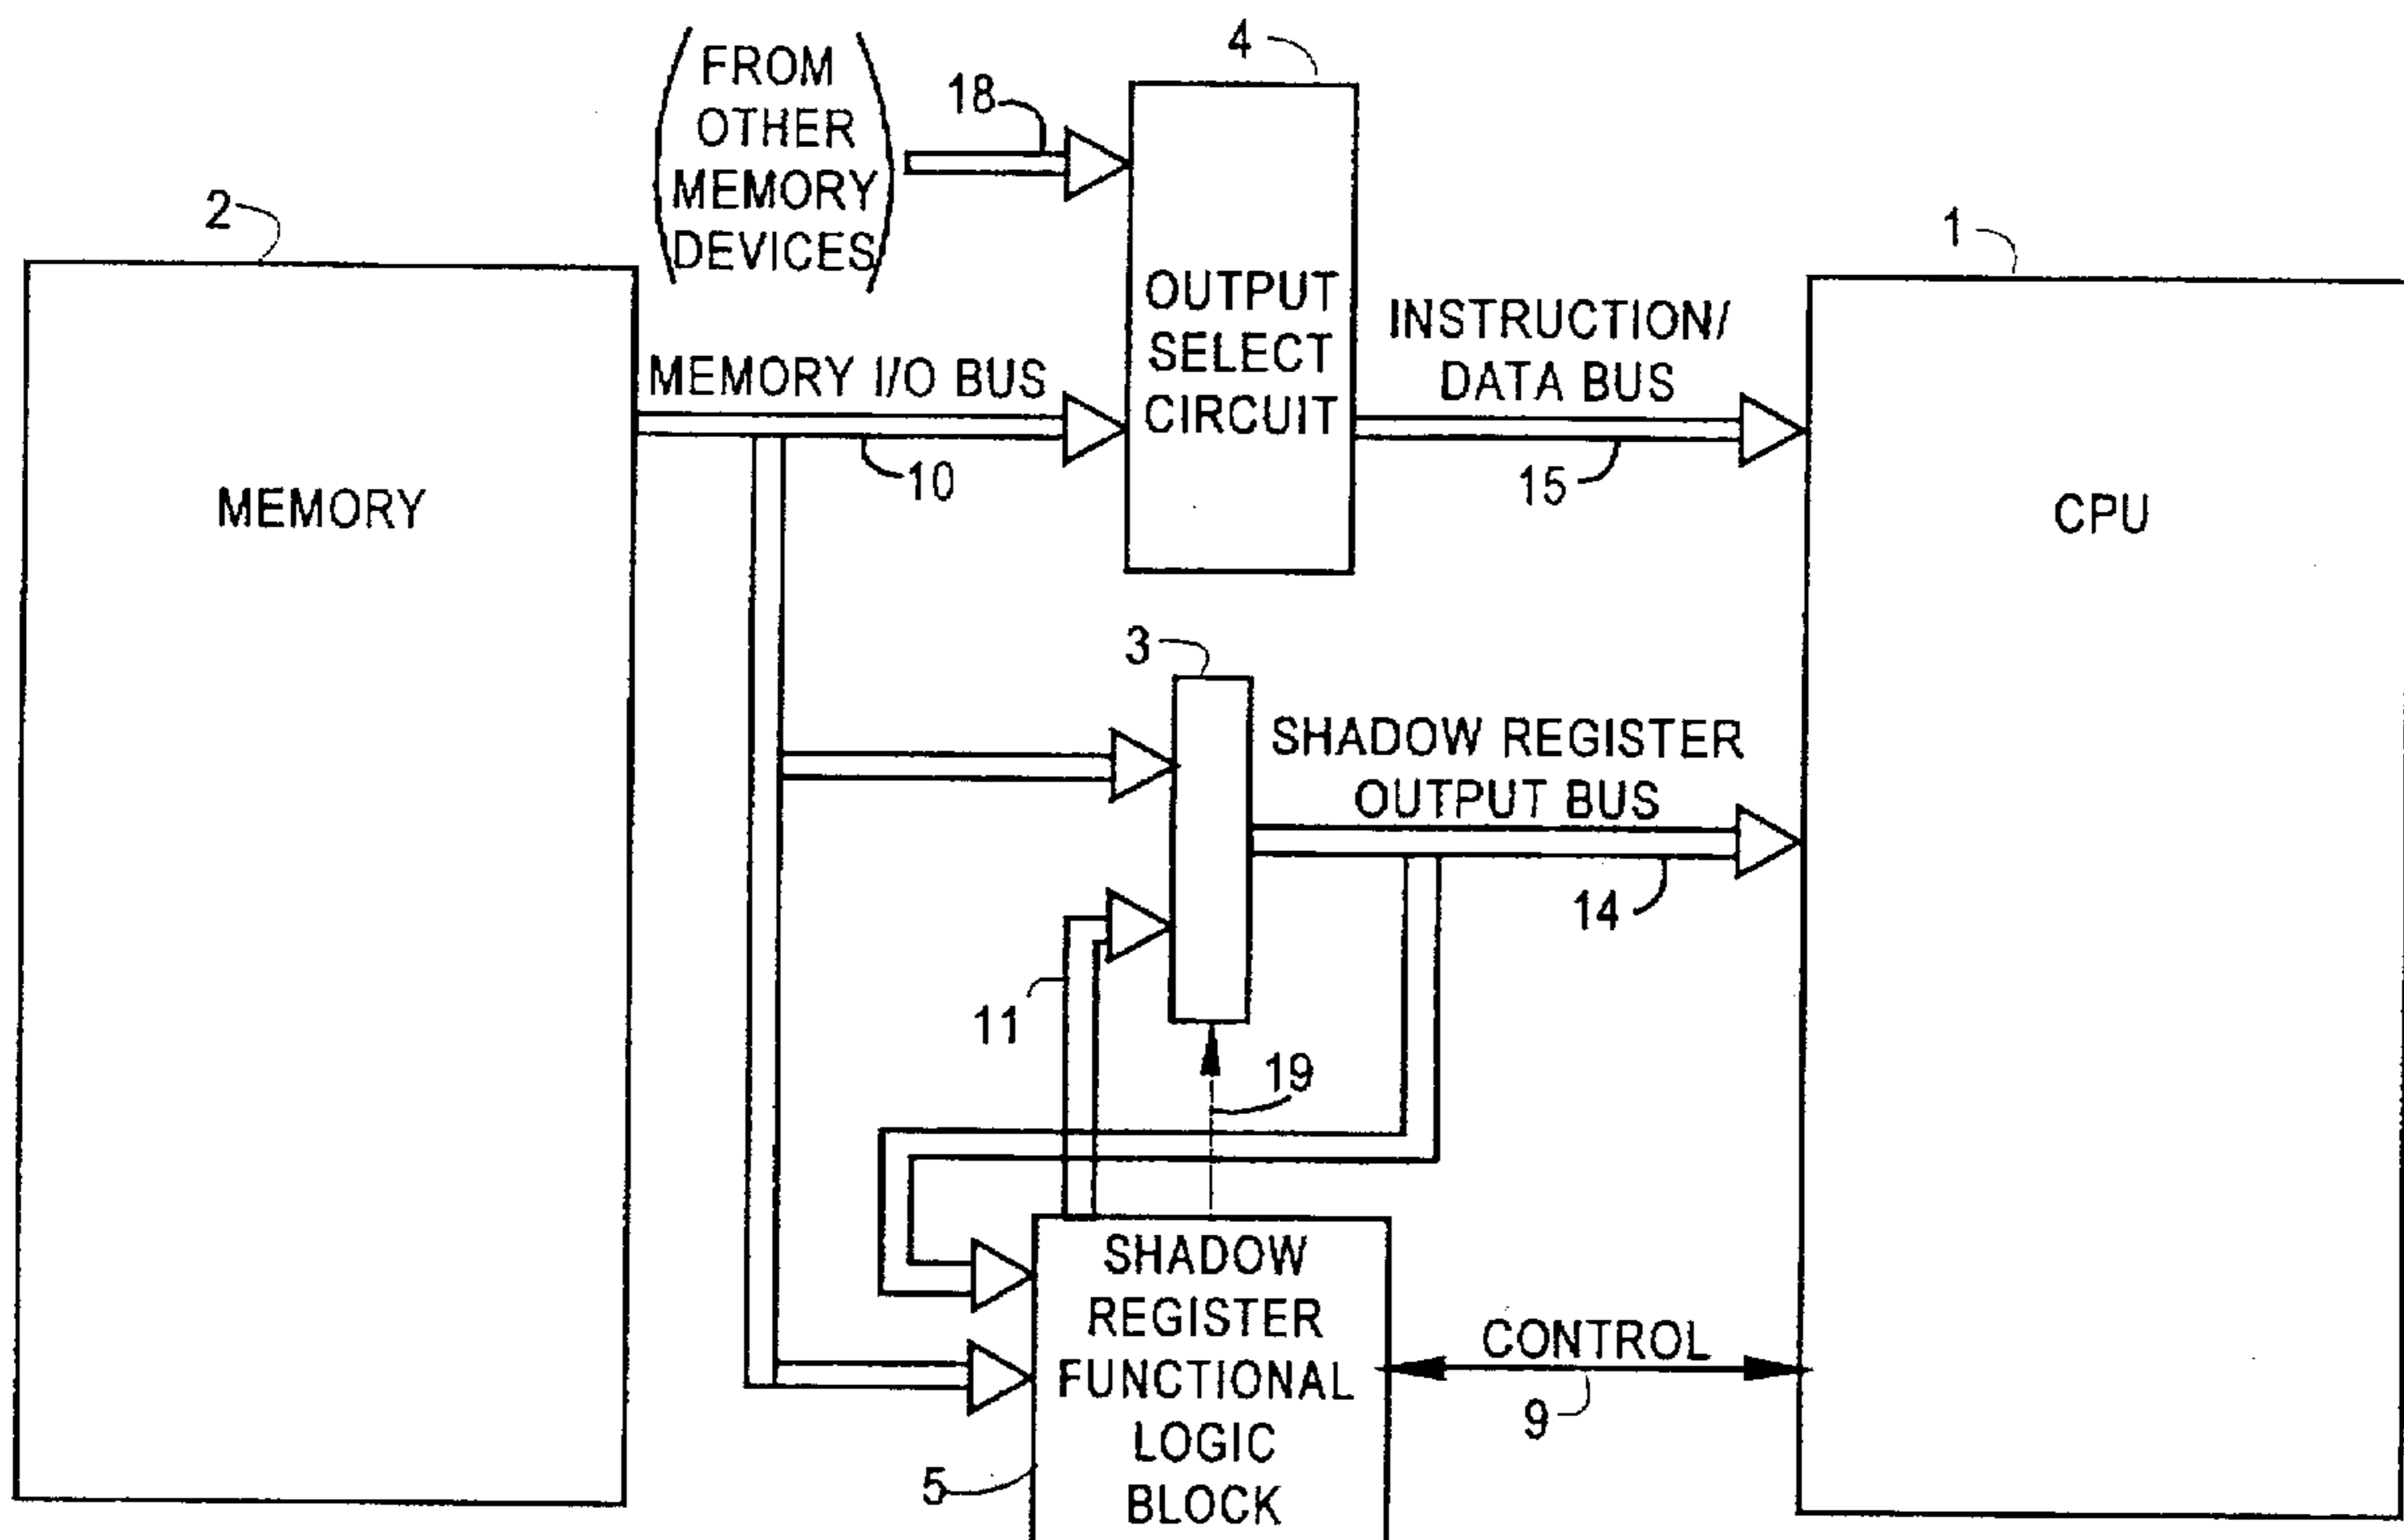 FROM
OTHER
MEMORY
DEVICES
18
4
2
1
MEMORY I/O BUS
10
OUTPUT
SELECT
CIRCUIT
INSTRUCTION/
DATA BUS
15
MEMORY
CPU
3
SHADOW REGISTER
OUTPUT BUS
14
11
19
SHADOW
REGISTER
FUNCTIONAL
LOGIC
BLOCK
5
CONTROL
9